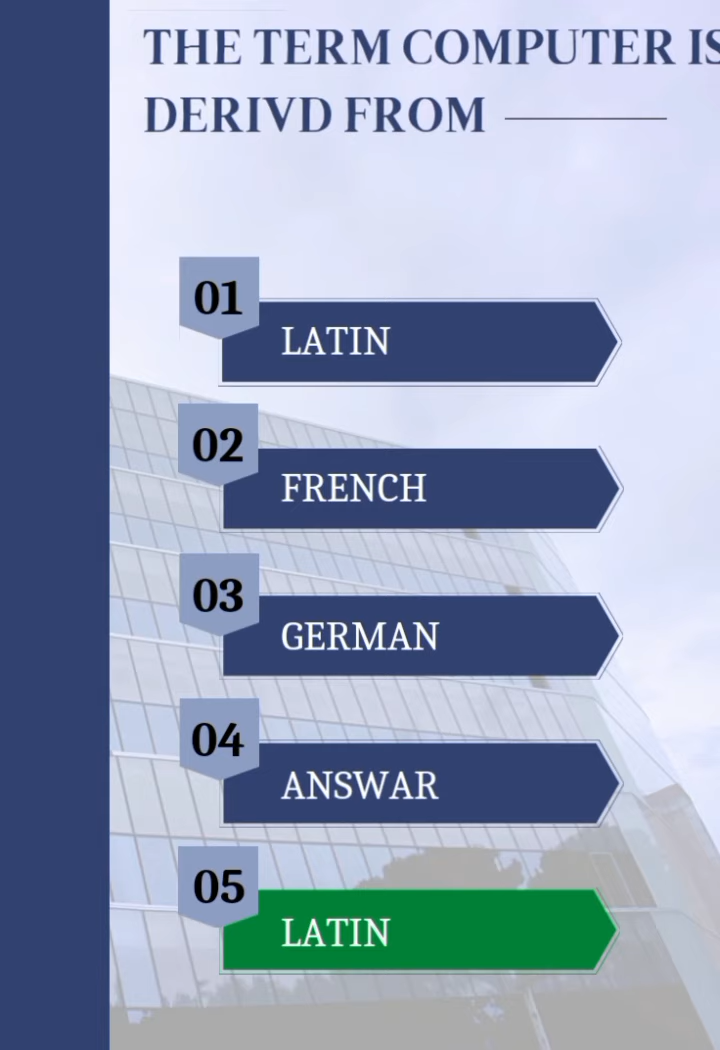 THE TERM COMPUTER IS
DERIVD FROM
01
LATIN
02
FRENCH
03
GERMAN
04
ANSWAR
05
LATIN